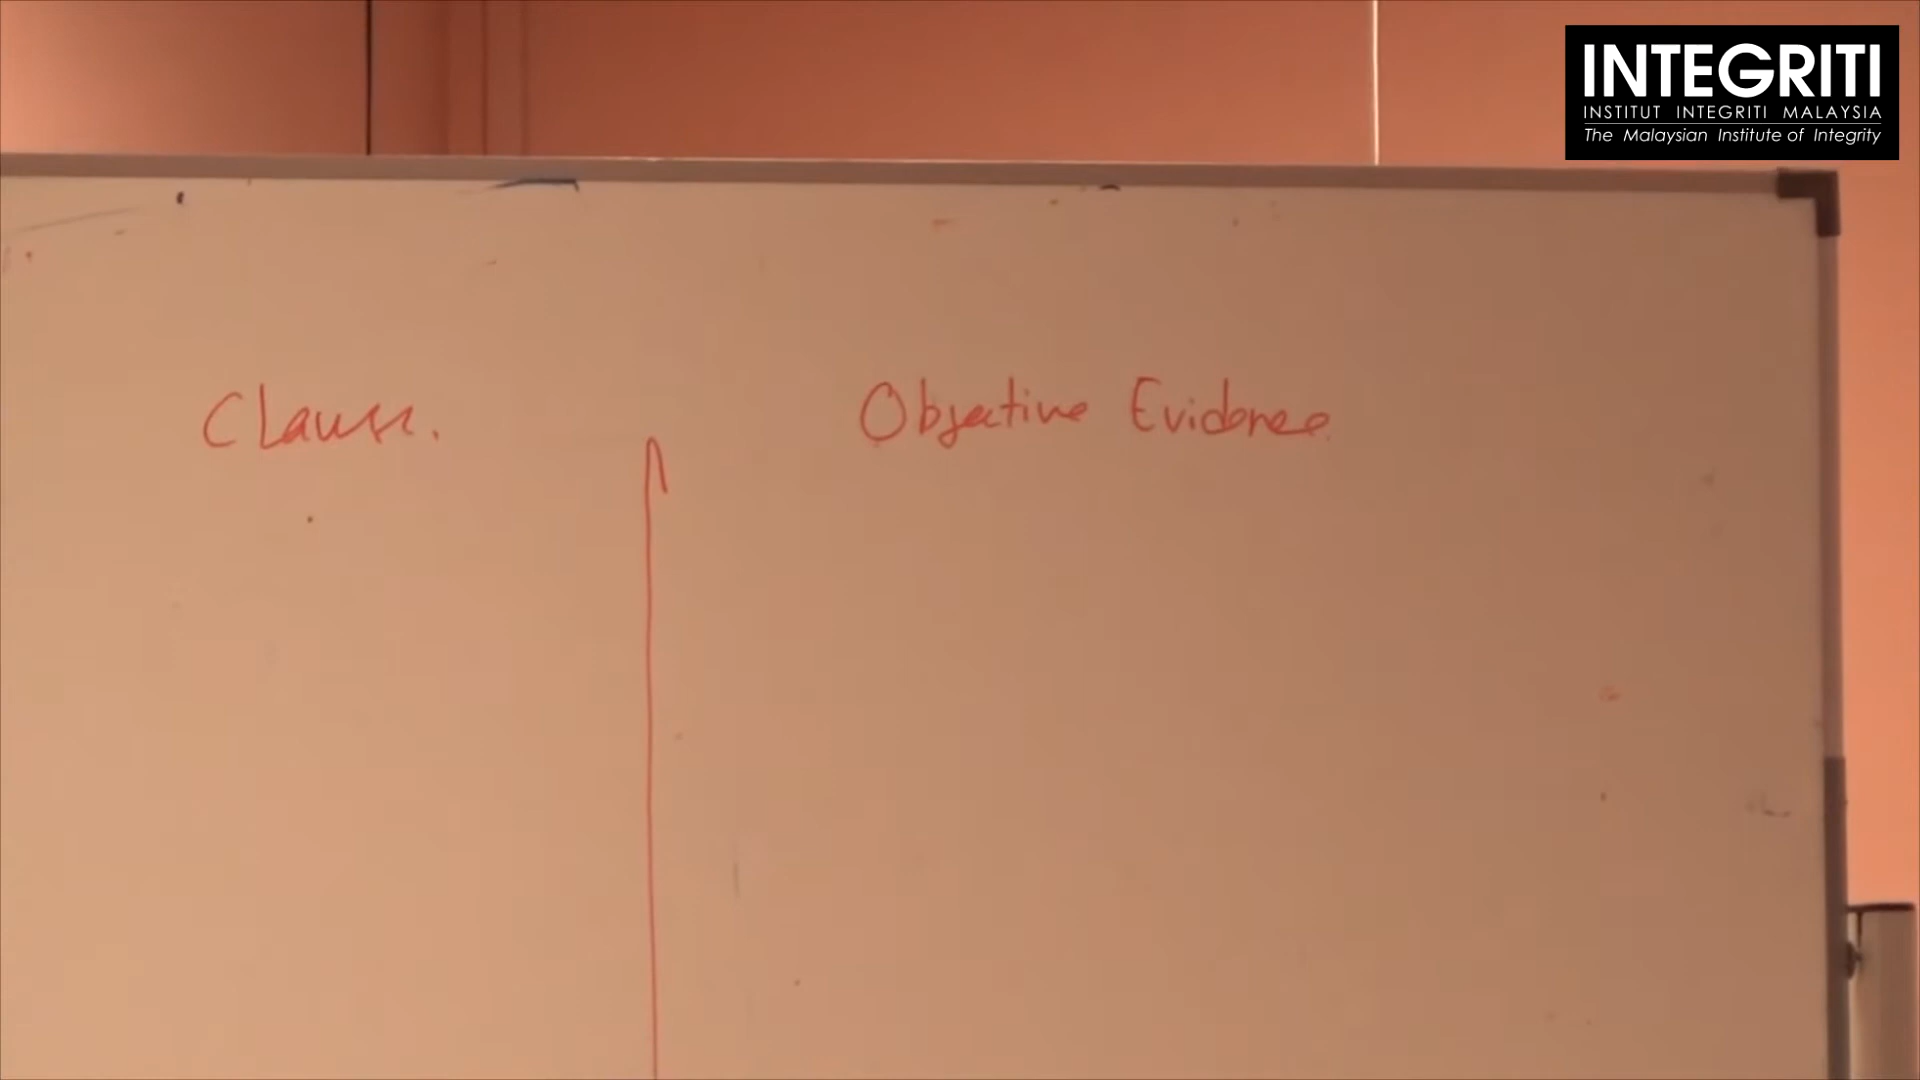 INTEGRITI
INSTITUT INTEGRITI MALAYSIA
The Malaysian Institute of Integrity
Clause.
Objective Evidence